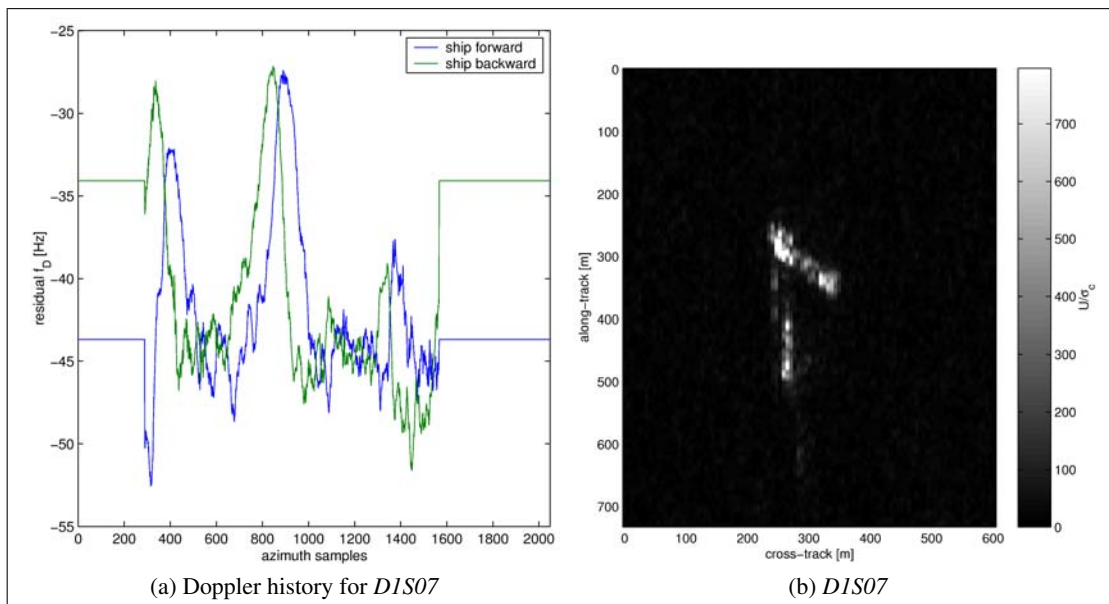 −25
−30
−35
−40
−45
−50
−55
residual f_D [Hz]
0 200 400 600 800 1000 1200 1400 1600 1800 2000
azimuth samples
ship forward
ship backward
(a) Doppler history for D1S07
0
100
200
300
400
500
600
700
along−track [m]
0 100 200 300 400 500 600
cross−track [m]
700
600
500
400
300
200
100
0
U/σ_c
(b) D1S07